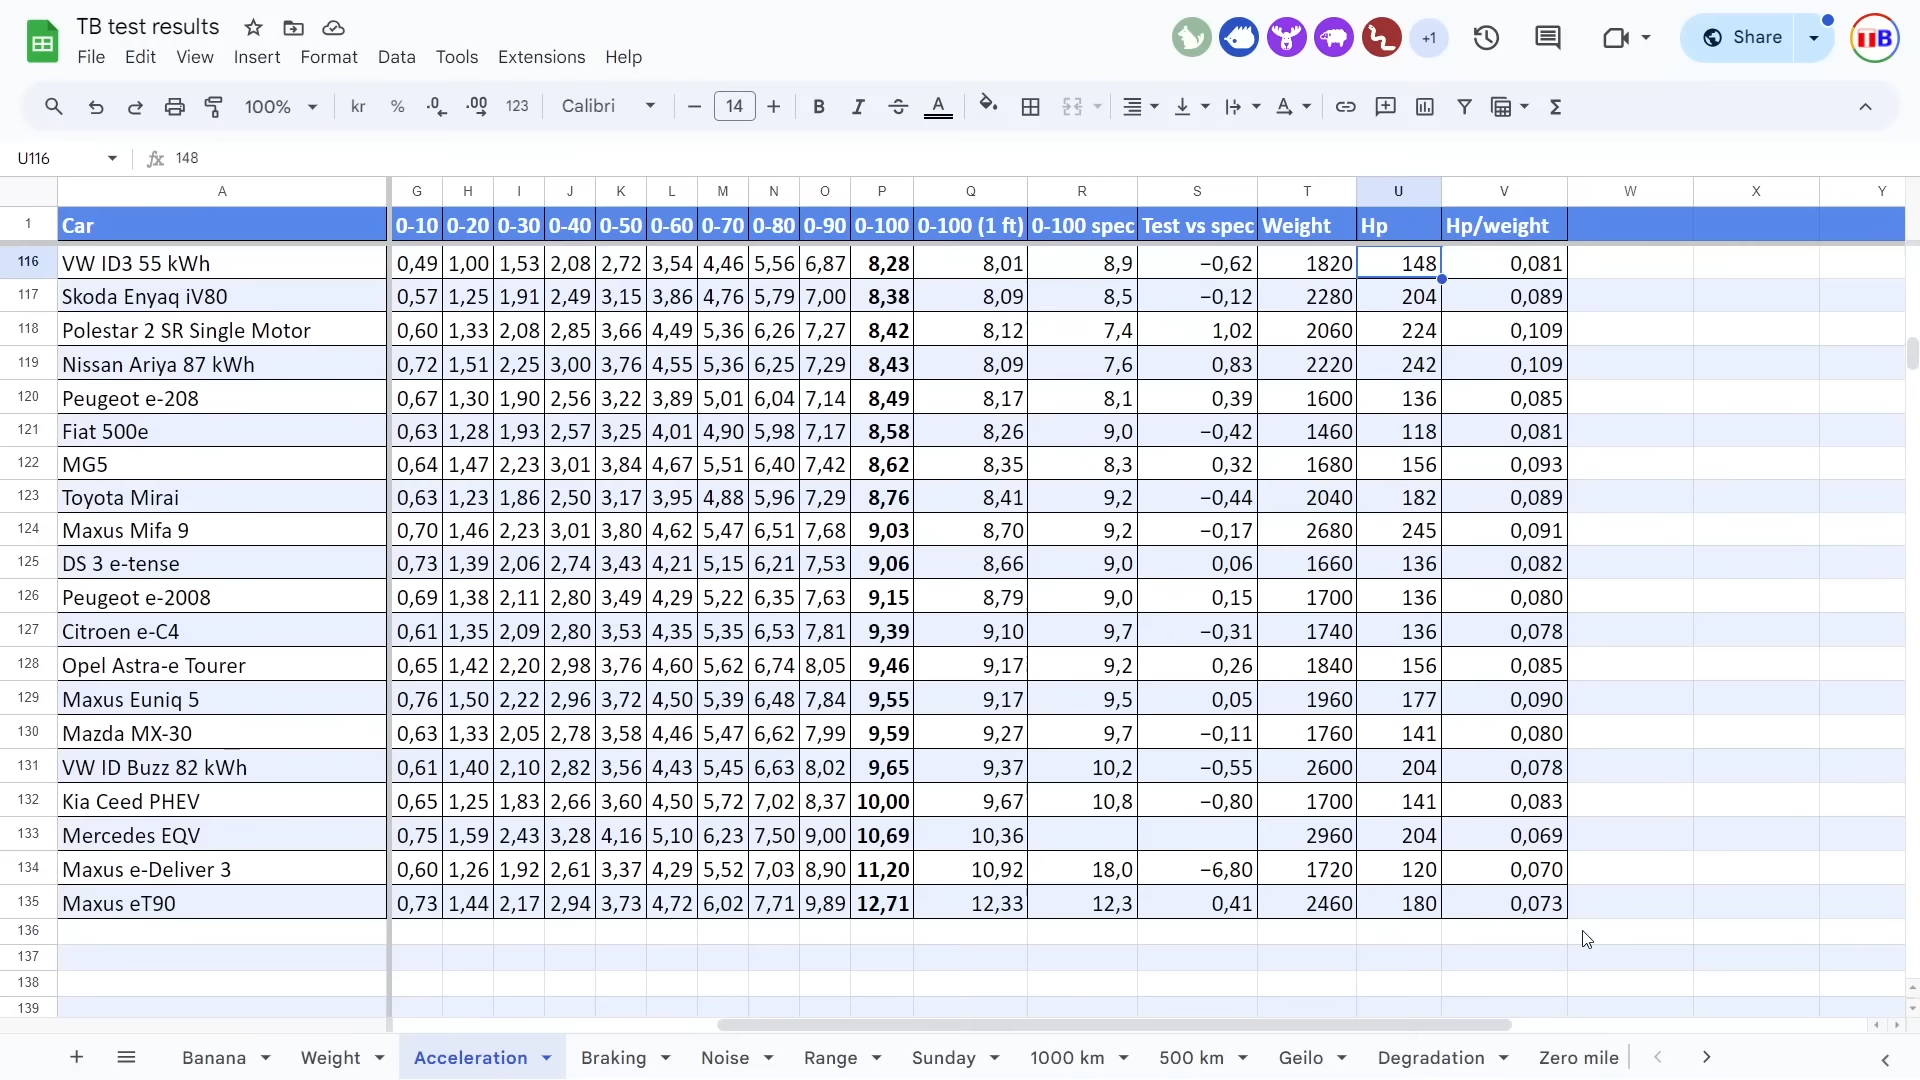 TB test results
+1
Share
TTB
File Edit View Insert Format Data Tools Extensions Help
100% kr % .0 .00 123 Calibri 14 B I A
U116 148
A G H I J K L M N O P Q R S T U V W X Y
1 Car 0-10 0-20 0-30 0-40 0-50 0-60 0-70 0-80 0-90 0-100 0-100 (1 ft) 0-100 spec Test vs spec Weight Hp Hp/weight
116 VW ID3 55 kWh 0,49 1,00 1,53 2,08 2,72 3,54 4,46 5,56 6,87 8,28 8,01 8,9 −0,62 1820 148 0,081
117 Skoda Enyaq iV80 0,57 1,25 1,91 2,49 3,15 3,86 4,76 5,79 7,00 8,38 8,09 8,5 −0,12 2280 204 0,089
118 Polestar 2 SR Single Motor 0,60 1,33 2,08 2,85 3,66 4,49 5,36 6,26 7,27 8,42 8,12 7,4 1,02 2060 224 0,109
119 Nissan Ariya 87 kWh 0,72 1,51 2,25 3,00 3,76 4,55 5,36 6,25 7,29 8,43 8,09 7,6 0,83 2220 242 0,109
120 Peugeot e-208 0,67 1,30 1,90 2,56 3,22 3,89 5,01 6,04 7,14 8,49 8,17 8,1 0,39 1600 136 0,085
121 Fiat 500e 0,63 1,28 1,93 2,57 3,25 4,01 4,90 5,98 7,17 8,58 8,26 9,0 −0,42 1460 118 0,081
122 MG5 0,64 1,47 2,23 3,01 3,84 4,67 5,51 6,40 7,42 8,62 8,35 8,3 0,32 1680 156 0,093
123 Toyota Mirai 0,63 1,23 1,86 2,50 3,17 3,95 4,88 5,96 7,29 8,76 8,41 9,2 −0,44 2040 182 0,089
124 Maxus Mifa 9 0,70 1,46 2,23 3,01 3,80 4,62 5,47 6,51 7,68 9,03 8,70 9,2 −0,17 2680 245 0,091
125 DS 3 e-tense 0,73 1,39 2,06 2,74 3,43 4,21 5,15 6,21 7,53 9,06 8,66 9,0 0,06 1660 136 0,082
126 Peugeot e-2008 0,69 1,38 2,11 2,80 3,49 4,29 5,22 6,35 7,63 9,15 8,79 9,0 0,15 1700 136 0,080
127 Citroen e-C4 0,61 1,35 2,09 2,80 3,53 4,35 5,35 6,53 7,81 9,39 9,10 9,7 −0,31 1740 136 0,078
128 Opel Astra-e Tourer 0,65 1,42 2,20 2,98 3,76 4,60 5,62 6,74 8,05 9,46 9,17 9,2 0,26 1840 156 0,085
129 Maxus Euniq 5 0,76 1,50 2,22 2,96 3,72 4,50 5,39 6,48 7,84 9,55 9,17 9,5 0,05 1960 177 0,090
130 Mazda MX-30 0,63 1,33 2,05 2,78 3,58 4,46 5,47 6,62 7,99 9,59 9,27 9,7 −0,11 1760 141 0,080
131 VW ID Buzz 82 kWh 0,61 1,40 2,10 2,82 3,56 4,43 5,45 6,63 8,02 9,65 9,37 10,2 −0,55 2600 204 0,078
132 Kia Ceed PHEV 0,65 1,25 1,83 2,66 3,60 4,50 5,72 7,02 8,37 10,00 9,67 10,8 −0,80 1700 141 0,083
133 Mercedes EQV 0,75 1,59 2,43 3,28 4,16 5,10 6,23 7,50 9,00 10,69 10,36 2960 204 0,069
134 Maxus e-Deliver 3 0,60 1,26 1,92 2,61 3,37 4,29 5,52 7,03 8,90 11,20 10,92 18,0 −6,80 1720 120 0,070
135 Maxus eT90 0,73 1,44 2,17 2,94 3,73 4,72 6,02 7,71 9,89 12,71 12,33 12,3 0,41 2460 180 0,073
136
137
138
139
Banana Weight Acceleration Braking Noise Range Sunday 1000 km 500 km Geilo Degradation Zero mile